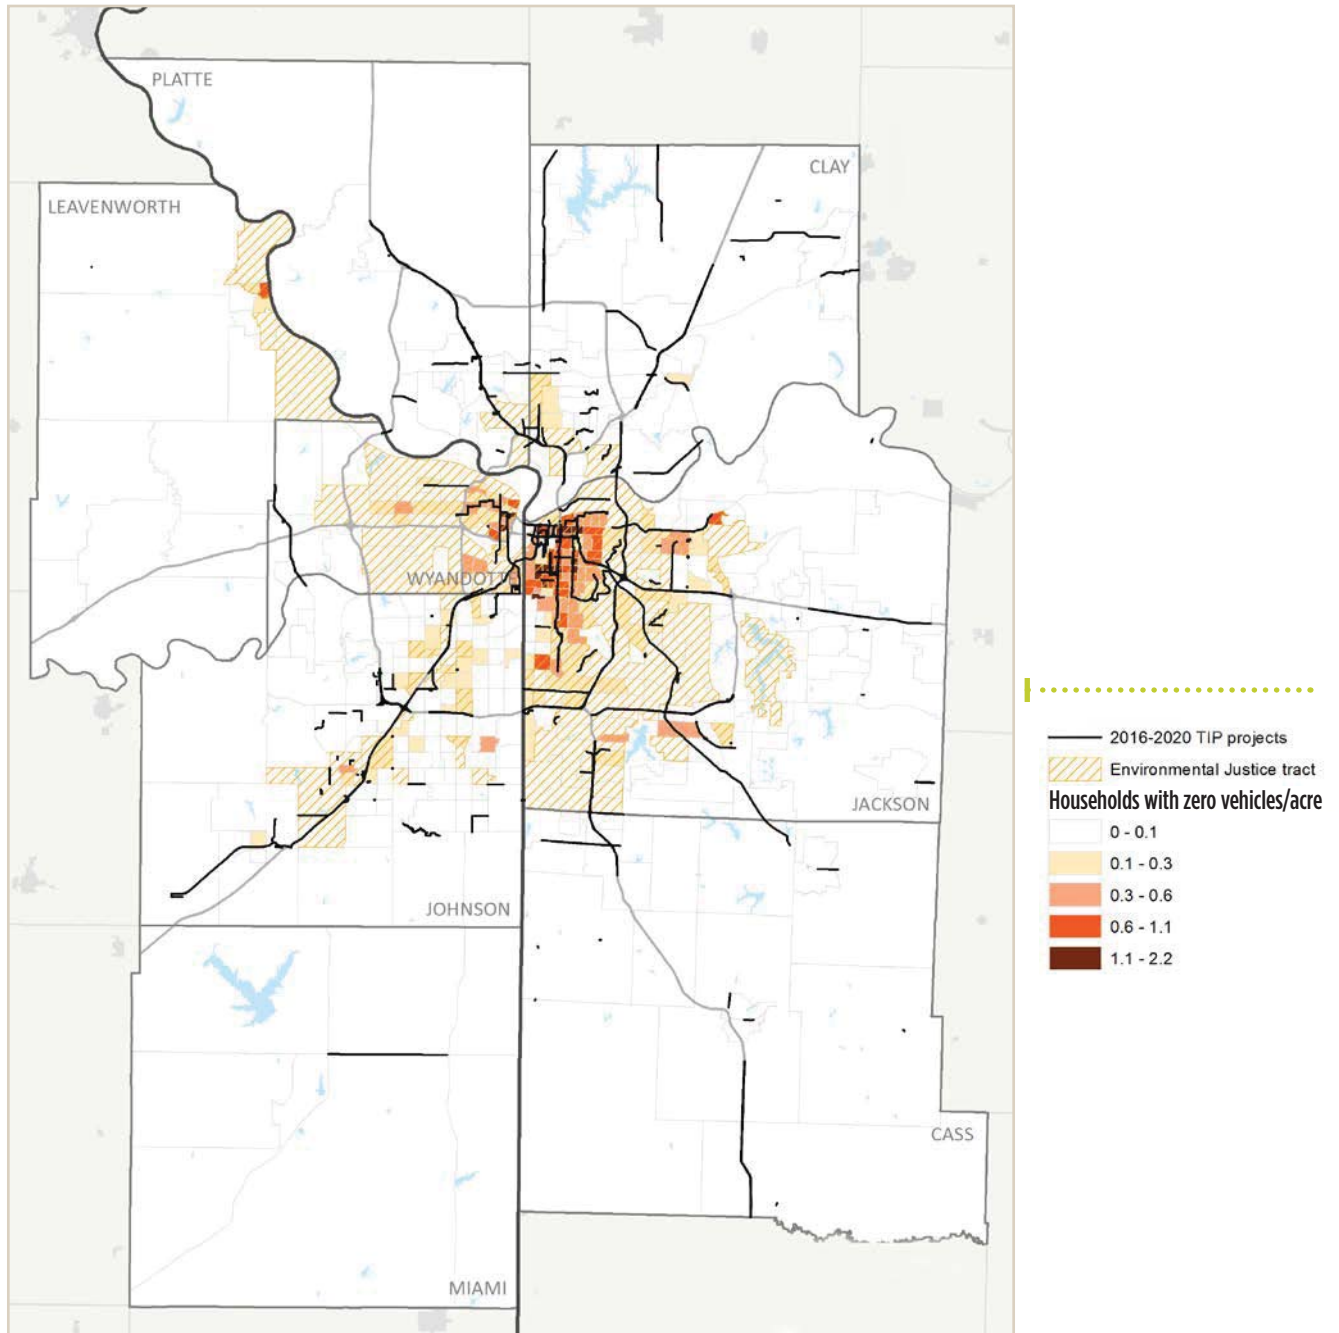 PLATTE
CLAY
LEAVENWORTH
WYANDOTTE
JACKSON
JOHNSON
CASS
MIAMI
2016-2020 TIP projects
Environmental Justice tract
Households with zero vehicles/acre
0 - 0.1
0.1 - 0.3
0.3 - 0.6
0.6 - 1.1
1.1 - 2.2